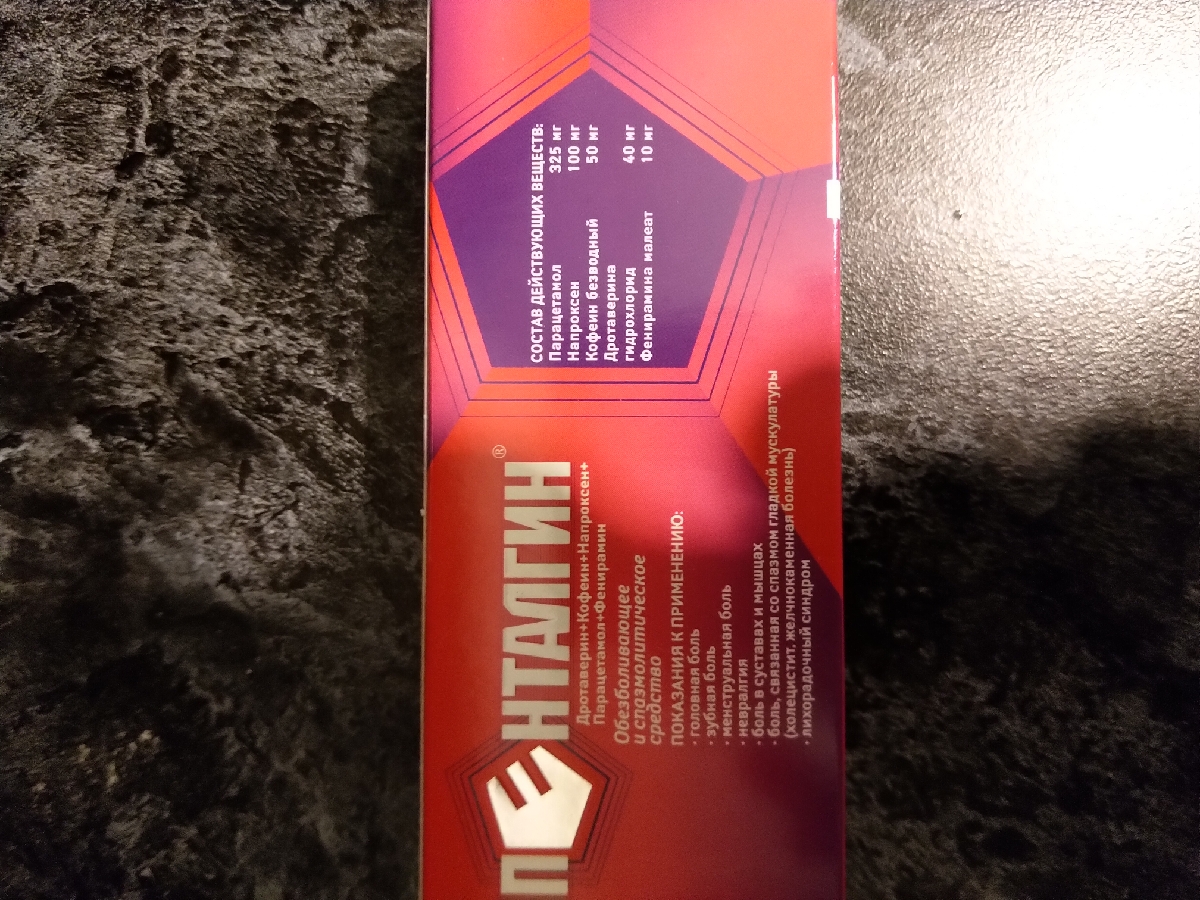 ПЕНТАЛГИН®
Дротаверин+Кофеин+Напроксен+
Парацетамол+Фенирамин
Обезболивающее
и спазмолитическое
средство
ПОКАЗАНИЯ К ПРИМЕНЕНИЮ:
· головная боль
· зубная боль
· менструальная боль
· невралгия
· боль в суставах и мышцах
· боль, связанная со спазмом гладкой мускулатуры
(холецистит, желчнокаменная болезнь)
· лихорадочный синдром
СОСТАВ ДЕЙСТВУЮЩИХ ВЕЩЕСТВ:
Парацетамол 325 мг
Напроксен 100 мг
Кофеин безводный 50 мг
Дротаверина
гидрохлорид 40 мг
Фенирамина малеат 10 мг